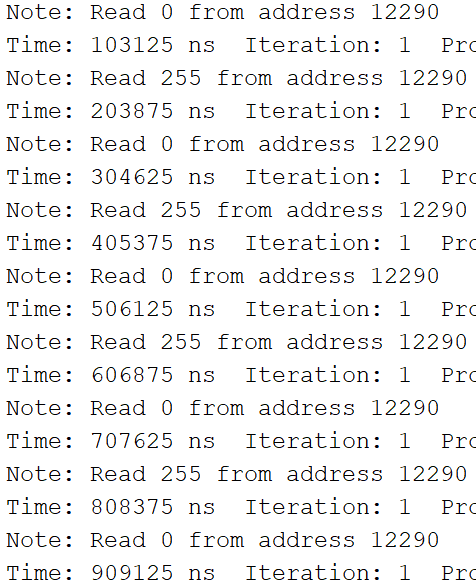 Note: Read 0 from address 12290
Time: 103125 ns  Iteration: 1  Pro
Note: Read 255 from address 12290
Time: 203875 ns  Iteration: 1  Pro
Note: Read 0 from address 12290
Time: 304625 ns  Iteration: 1  Pro
Note: Read 255 from address 12290
Time: 405375 ns  Iteration: 1  Pro
Note: Read 0 from address 12290
Time: 506125 ns  Iteration: 1  Pro
Note: Read 255 from address 12290
Time: 606875 ns  Iteration: 1  Pro
Note: Read 0 from address 12290
Time: 707625 ns  Iteration: 1  Pro
Note: Read 255 from address 12290
Time: 808375 ns  Iteration: 1  Pro
Note: Read 0 from address 12290
Time: 909125 ns  Iteration: 1  Pro